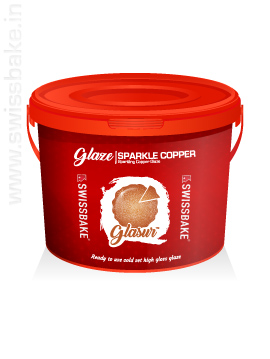 www.swissbake.in
Glaze | SPARKLE COPPER
Sparkling Copper Glaze
SWISSBAKE
Glasur
SWISSBAKE
Ready to use cold set high gloss glaze